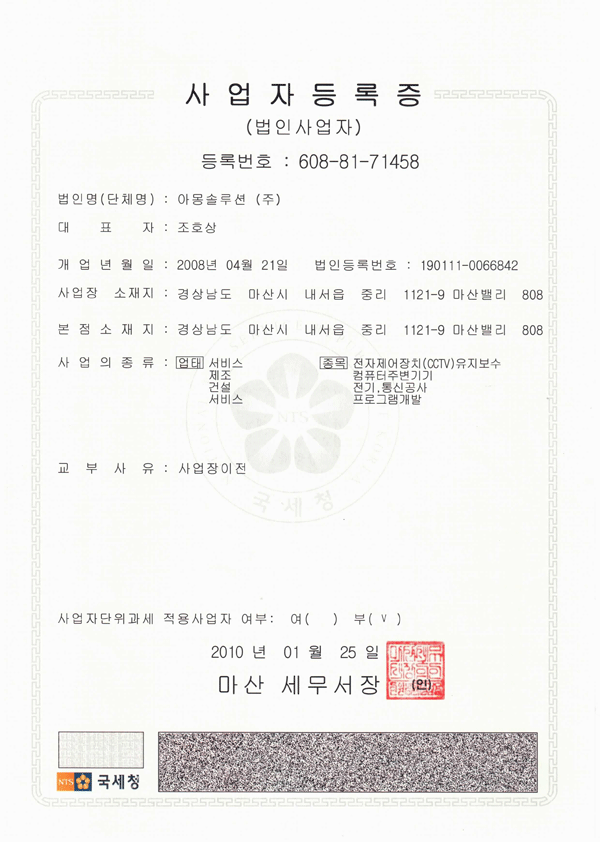 사업자등록증
(법인사업자)
등록번호 : 608-81-71458
법인명(단체명) : 아몽솔루션 (주)
대 표 자 : 조호상
개 업 년 월 일 : 2008년 04월 21일 법인등록번호 : 190111-0066842
사업장 소재지 : 경상남도 마산시 내서읍 중리 1121-9 마산밸리 808
본 점 소 재 지 : 경상남도 마산시 내서읍 중리 1121-9 마산밸리 808
사 업 의 종 류 : 업태 서비스 종목 전자제어장치(CCTV)유지보수
제조 컴퓨터주변기기
건설 전기,통신공사
서비스 프로그램개발
NTS
국세청
교 부 사 유 : 사업장이전
사업자단위과세 적용사업자 여부: 여( ) 부( V )
2010 년 01 월 25 일
마산 세무서장 (인)
NTS 국세청